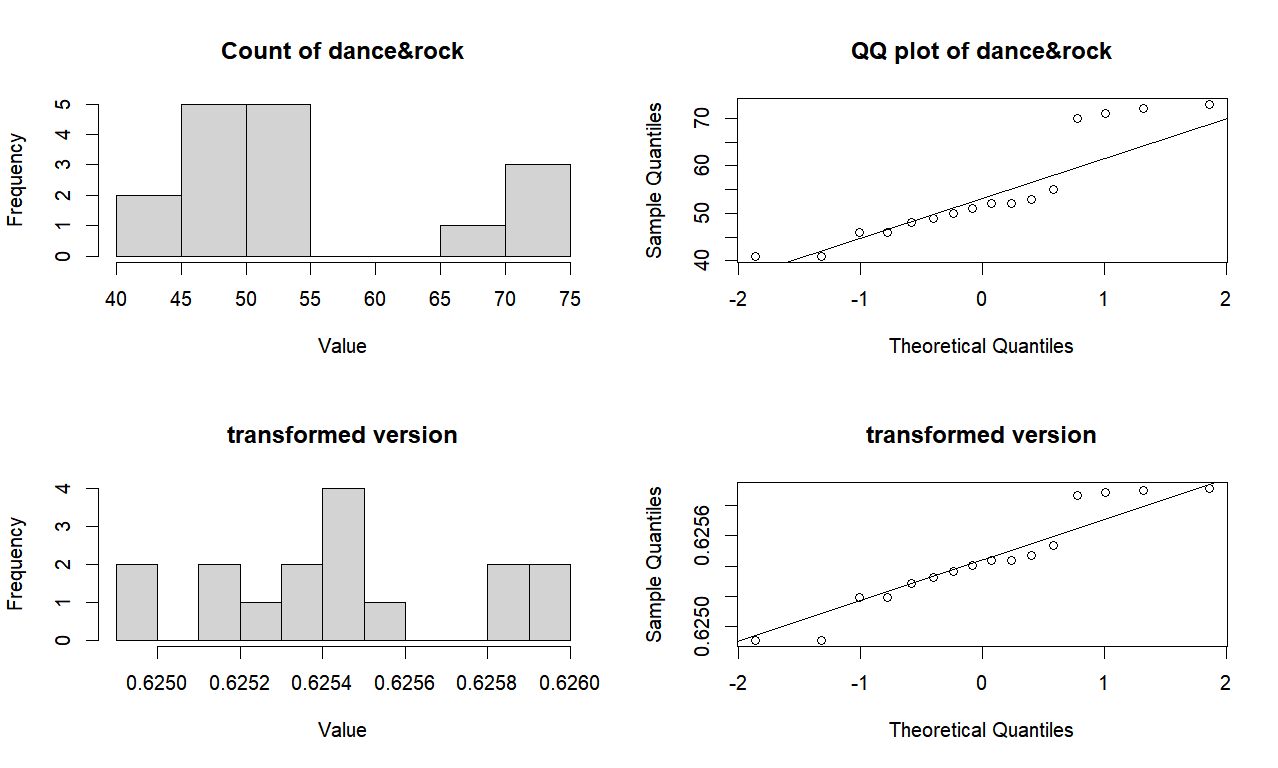 Count of dance&rock
Frequency
5
4
3
2
1
0
40 45 50 55 60 65 70 75
Value
QQ plot of dance&rock
Sample Quantiles
70
60
50
40
-2 -1 0 1 2
Theoretical Quantiles
transformed version
Frequency
4
3
2
1
0
0.6250 0.6252 0.6254 0.6256 0.6258 0.6260
Value
transformed version
Sample Quantiles
0.6256
0.6250
-2 -1 0 1 2
Theoretical Quantiles